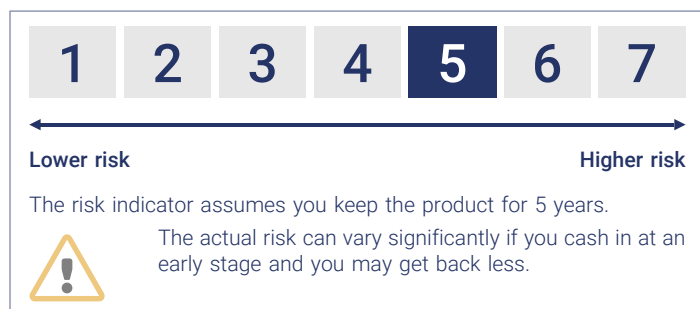 1 2 3 4 5 6 7
Lower risk Higher risk
The risk indicator assumes you keep the product for 5 years.
The actual risk can vary significantly if you cash in at an
early stage and you may get back less.